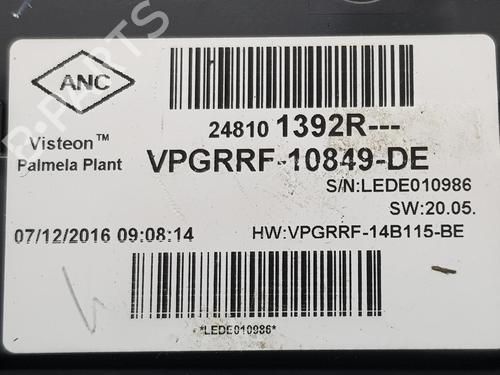 ANC
Visteon™
Palmela Plant
24810 1392R---
VPGRRF-10849-DE
S/N:LEDE010986
SW:20.05.
07/12/2016 09:08:14
HW:VPGRRF-14B115-BE
*LEDE010986*